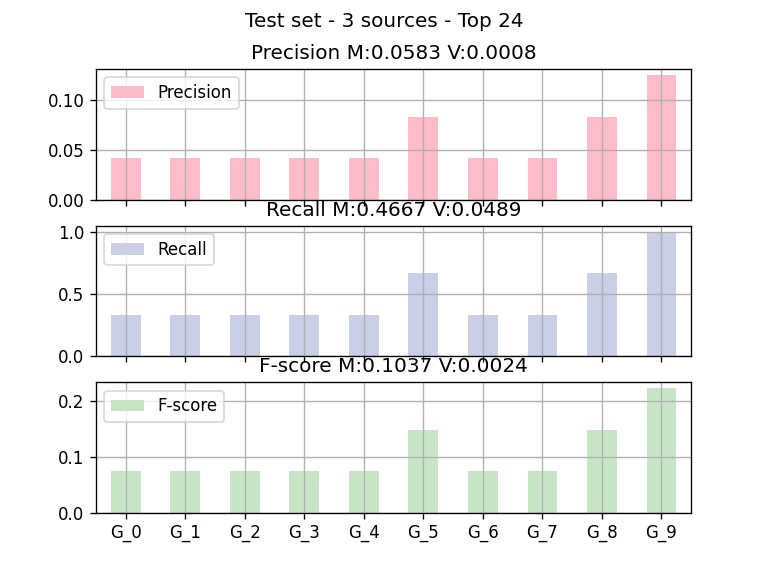 Test set - 3 sources - Top 24
Precision M:0.0583 V:0.0008
0.10
0.05
0.00
Precision
Recall M:0.4667 V:0.0489
1.0
0.5
0.0
Recall
F-score M:0.1037 V:0.0024
0.2
0.1
0.0
F-score
G_0 G_1 G_2 G_3 G_4 G_5 G_6 G_7 G_8 G_9